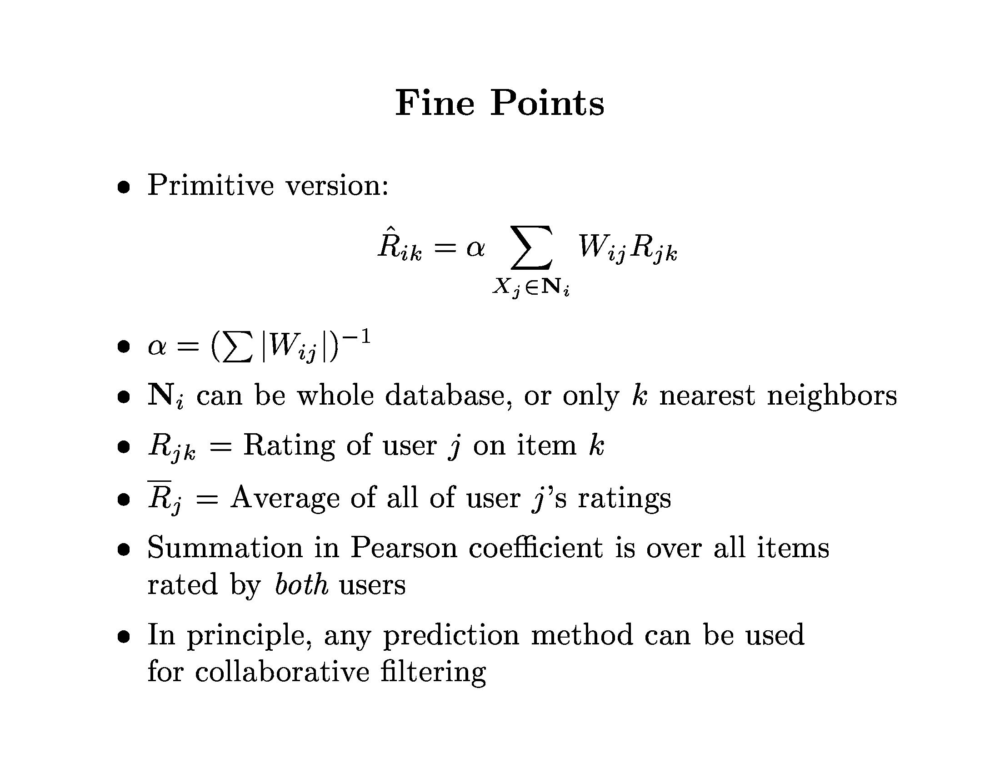 Fine Points
• Primitive version:
$\hat{R}_{ik} = \alpha \sum_{X_j \in \mathbf{N}_i} W_{ij} R_{jk}$
• $\alpha = (\sum |W_{ij}|)^{-1}$
• $\mathbf{N}_i$ can be whole database, or only $k$ nearest neighbors
• $R_{jk}$ = Rating of user $j$ on item $k$
• $\overline{R}_j$ = Average of all of user $j$'s ratings
• Summation in Pearson coefficient is over all items
rated by both users
• In principle, any prediction method can be used
for collaborative filtering